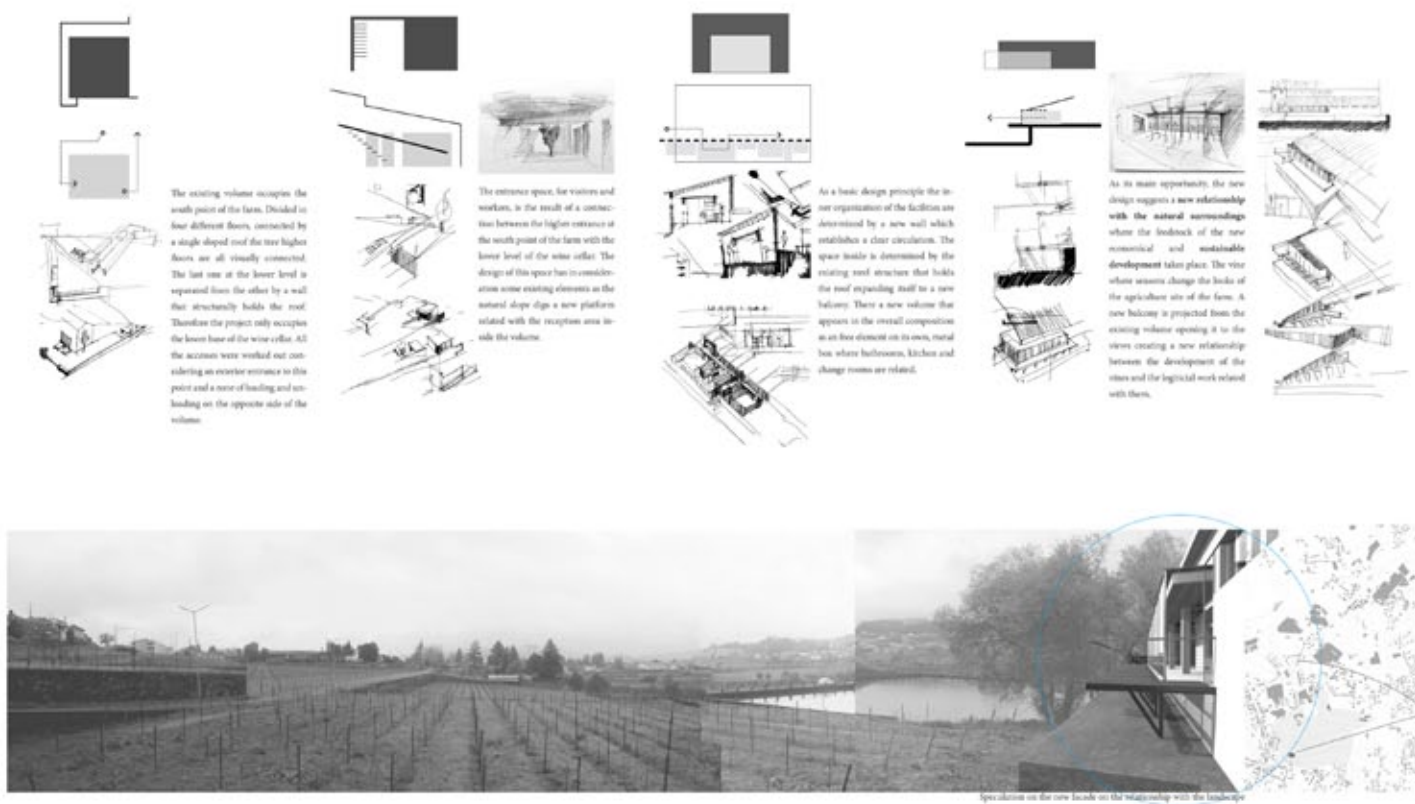 The existing volume occupies the
south point of the farm. Divided in
four different floors, connected by
a single sloped roof the tree higher
floors are all visually connected.
The last one at the lower level is
separated from the other by a wall
that structurally holds the roof.
Therefore the project only occupies
the lower base of the wine cellar. All
the accesses were worked out con-
sidering an exterior entrance to this
point and a zone of loading and un-
loading on the opposite side of the
volume.
The entrance space, for visitors and
workers, is the result of a connec-
tion between the higher entrance at
the south point of the farm with the
lower level of the wine cellar. The
design of this space has in consider-
ation some existing elements as the
natural slope digs a new platform
related with the reception area in-
side the volume.
As a basic design principle the in-
ner organization of the facilities are
determined by a new wall which
establishes a clear circulation. The
space inside is determined by the
existing roof structure that holds
the roof expanding itself to a new
balcony. There a new volume that
appears in the overall composition
as an free element on its own, metal
box where bathrooms, kitchen and
change rooms are related.
As its main opportunity, the new
design suggests a new relationship
with the natural surroundings
where the feedstock of the new
economical and sustainable
development takes place. The vine
where seasons change the looks of
the agriculture site of the farm. A
new balcony is projected from the
existing volume opening it to the
views creating a new relationship
between the development of the
vines and the logticial work related
with them.
Speculation on the new facade on the relationship with the landscape